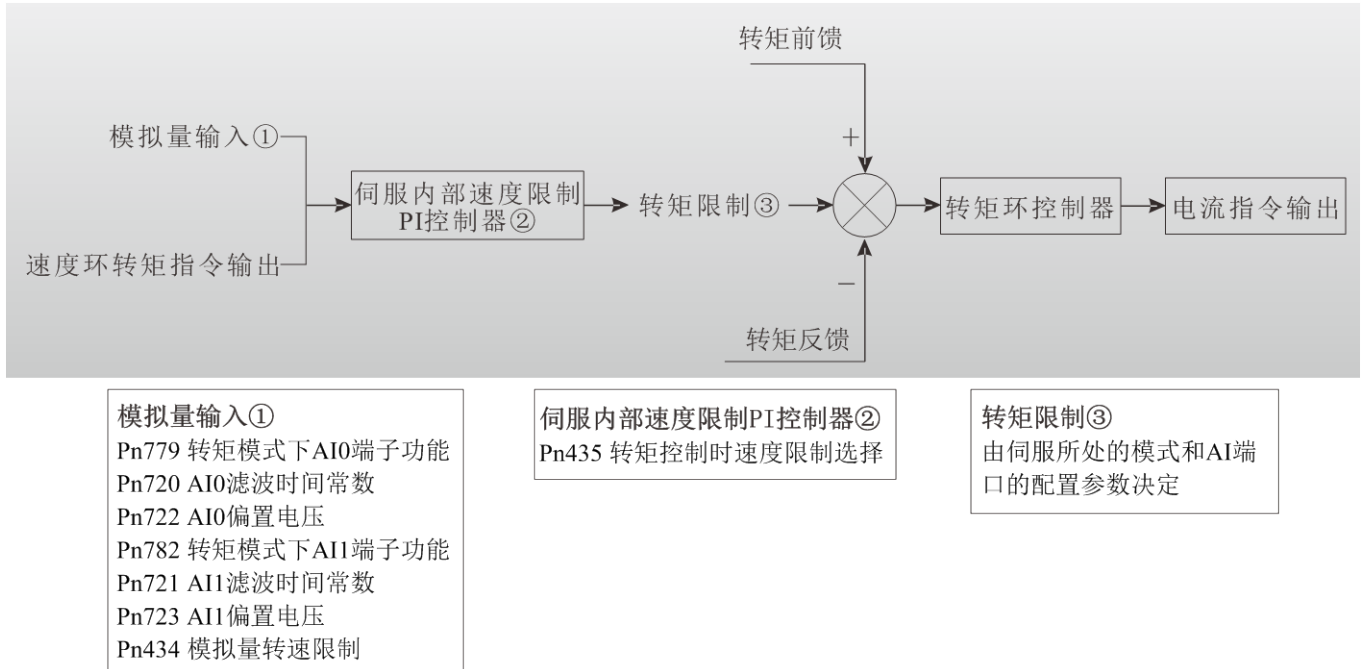 转矩前馈
模拟量输入①
+
伺服内部速度限制
PI控制器②
转矩限制③
转矩环控制器
电流指令输出
速度环转矩指令输出
−
转矩反馈
模拟量输入①
Pn779 转矩模式下AI0端子功能
Pn720 AI0滤波时间常数
Pn722 AI0偏置电压
Pn782 转矩模式下AI1端子功能
Pn721 AI1滤波时间常数
Pn723 AI1偏置电压
Pn434 模拟量转速限制
伺服内部速度限制PI控制器②
Pn435 转矩控制时速度限制选择
转矩限制③
由伺服所处的模式和AI端
口的配置参数决定